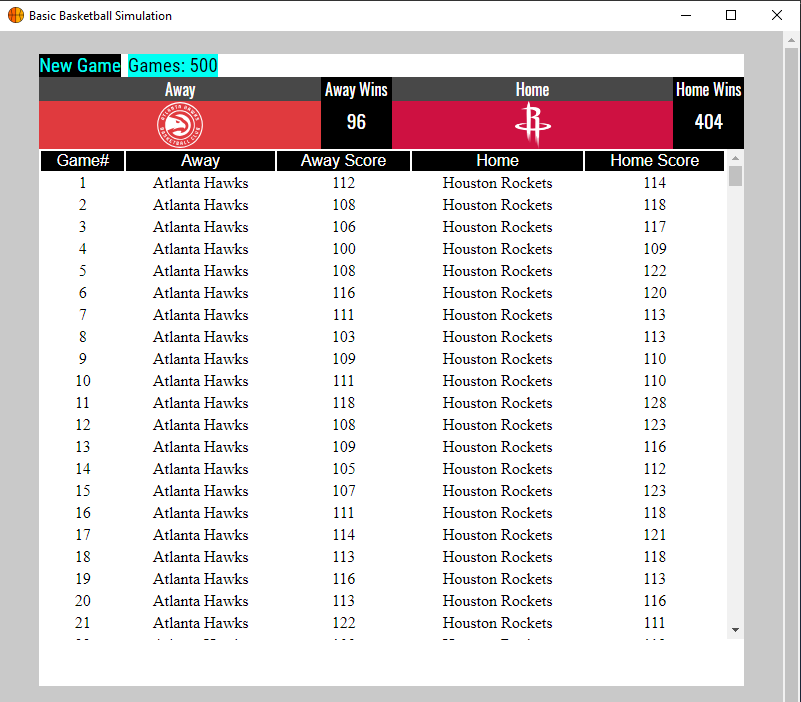 Basic Basketball Simulation
New Game Games: 500
Away Away Wins Home Home Wins
ATLANTA HAWKS BASKETBALL CLUB 96 404
Game# Away Away Score Home Home Score
1 Atlanta Hawks 112 Houston Rockets 114
2 Atlanta Hawks 108 Houston Rockets 118
3 Atlanta Hawks 106 Houston Rockets 117
4 Atlanta Hawks 100 Houston Rockets 109
5 Atlanta Hawks 108 Houston Rockets 122
6 Atlanta Hawks 116 Houston Rockets 120
7 Atlanta Hawks 111 Houston Rockets 113
8 Atlanta Hawks 103 Houston Rockets 113
9 Atlanta Hawks 109 Houston Rockets 110
10 Atlanta Hawks 111 Houston Rockets 110
11 Atlanta Hawks 118 Houston Rockets 128
12 Atlanta Hawks 108 Houston Rockets 123
13 Atlanta Hawks 109 Houston Rockets 116
14 Atlanta Hawks 105 Houston Rockets 112
15 Atlanta Hawks 107 Houston Rockets 123
16 Atlanta Hawks 111 Houston Rockets 118
17 Atlanta Hawks 114 Houston Rockets 121
18 Atlanta Hawks 113 Houston Rockets 118
19 Atlanta Hawks 116 Houston Rockets 113
20 Atlanta Hawks 113 Houston Rockets 116
21 Atlanta Hawks 122 Houston Rockets 111